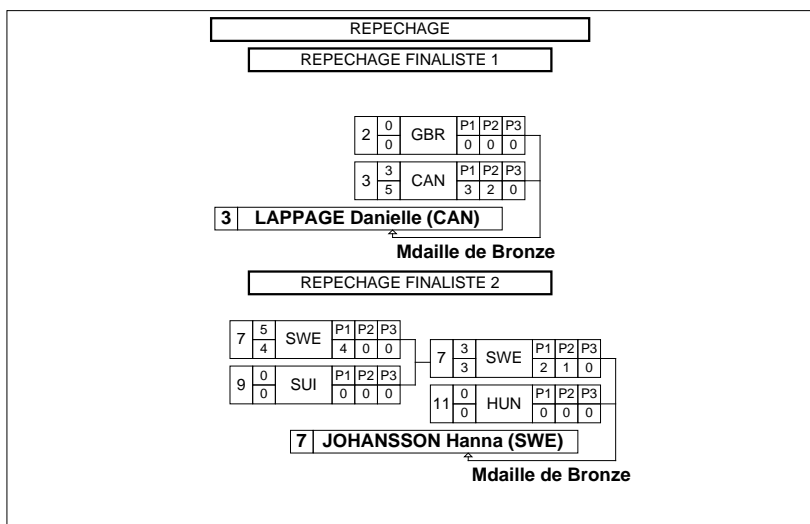 REPECHAGE
REPECHAGE FINALISTE 1
2 0 GBR P1 P2 P3
0 0 0 0
3 3 CAN P1 P2 P3
5 3 2 0
3 LAPPAGE Danielle (CAN)
Mdaille de Bronze
REPECHAGE FINALISTE 2
7 5 SWE P1 P2 P3
4 4 0 0
9 0 SUI P1 P2 P3
0 0 0 0
7 3 SWE P1 P2 P3
3 2 1 0
11 0 HUN P1 P2 P3
0 0 0 0
7 JOHANSSON Hanna (SWE)
Mdaille de Bronze